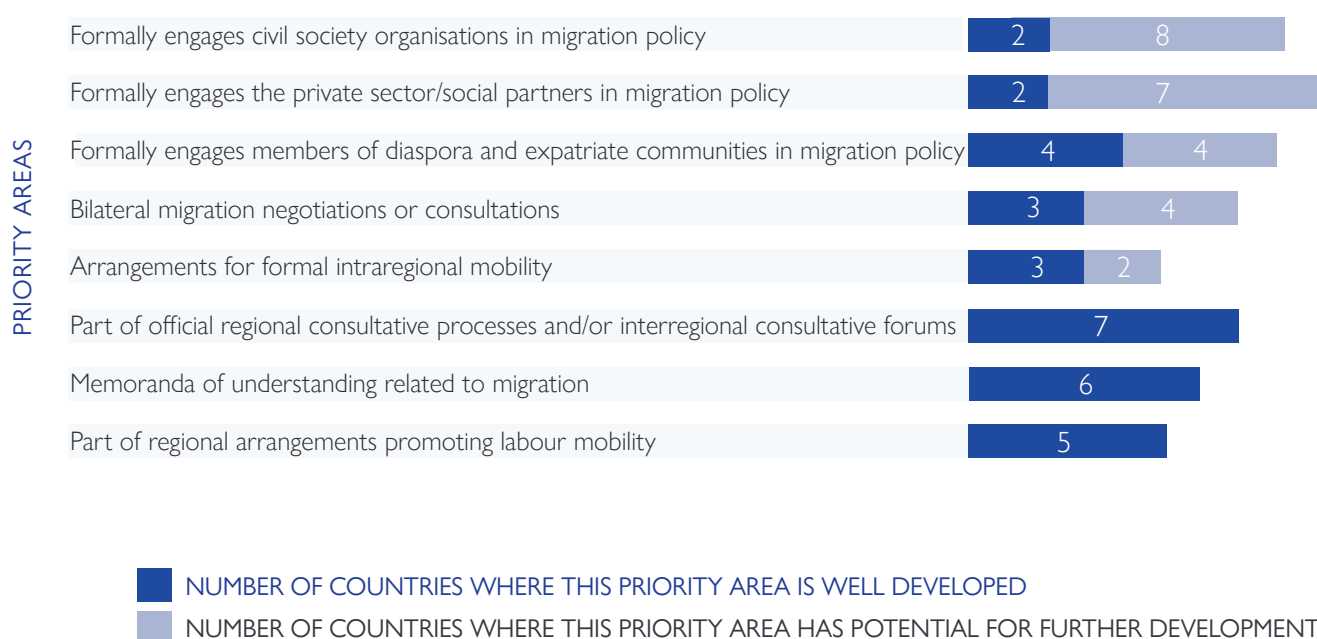 PRIORITY AREAS
Formally engages civil society organisations in migration policy 2 8
Formally engages the private sector/social partners in migration policy 2 7
Formally engages members of diaspora and expatriate communities in migration policy 4 4
Bilateral migration negotiations or consultations 3 4
Arrangements for formal intraregional mobility 3 2
Part of official regional consultative processes and/or interregional consultative forums 7
Memoranda of understanding related to migration 6
Part of regional arrangements promoting labour mobility 5
NUMBER OF COUNTRIES WHERE THIS PRIORITY AREA IS WELL DEVELOPED
NUMBER OF COUNTRIES WHERE THIS PRIORITY AREA HAS POTENTIAL FOR FURTHER DEVELOPMENT